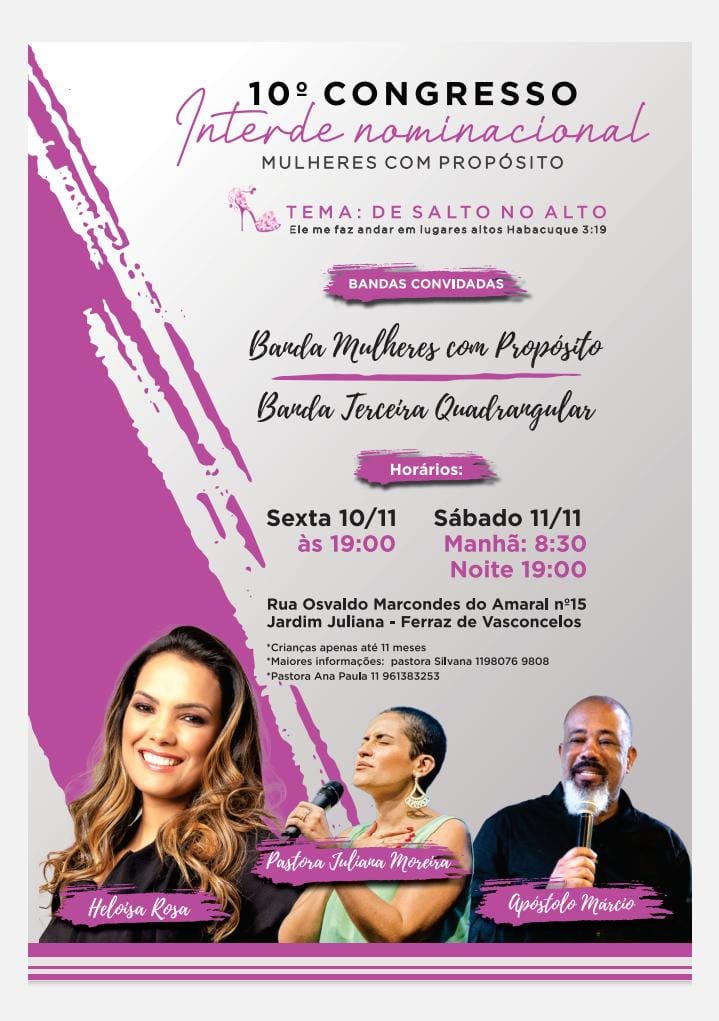 10º CONGRESSO
Interde nominacional
MULHERES COM PROPÓSITO
TEMA: DE SALTO NO ALTO
Ele me faz andar em lugares altos Habacuque 3:19
BANDAS CONVIDADAS
Banda Mulheres com Propósito
Banda Terceira Quadrangular
Horários:
Sexta 10/11
às 19:00
Sábado 11/11
Manhã: 8:30
Noite 19:00
Rua Osvaldo Marcondes do Amaral nº15
Jardim Juliana - Ferraz de Vasconcelos
*Crianças apenas até 11 meses
*Maiores informações: pastora Silvana 1198076 9808
*Pastora Ana Paula 11 961383253
Pastora Juliana Moreira
Heloisa Rosa
Apóstolo Márcio